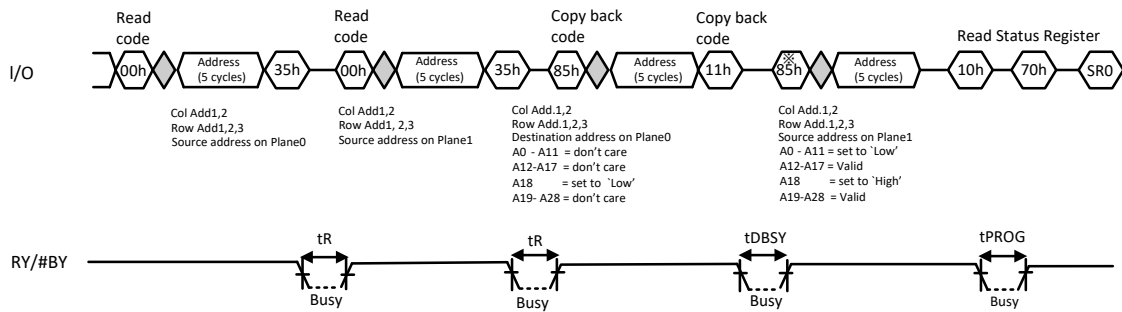 Read code
Read code
Copy back code
Copy back code
Read Status Register
I/O
00h
Address (5 cycles)
35h
00h
Address (5 cycles)
35h
85h
Address (5 cycles)
11h
※
85h
Address (5 cycles)
10h
70h
SR0
Col Add1,2
Row Add1,2,3
Source address on Plane0
Col Add1,2
Row Add1, 2,3
Source address on Plane1
Col Add.1,2
Row Add.1,2,3
Destination address on Plane0
A0 - A11 = don't care
A12-A17 = don't care
A18 = set to `Low'
A19- A28 = don't care
Col Add.1,2
Row Add.1,2,3
Source address on Plane1
A0 - A11 = set to `Low'
A12-A17 = Valid
A18 = set to `High'
A19-A28 = Valid
RY/#BY
tR
Busy
tR
Busy
tDBSY
Busy
tPROG
Busy